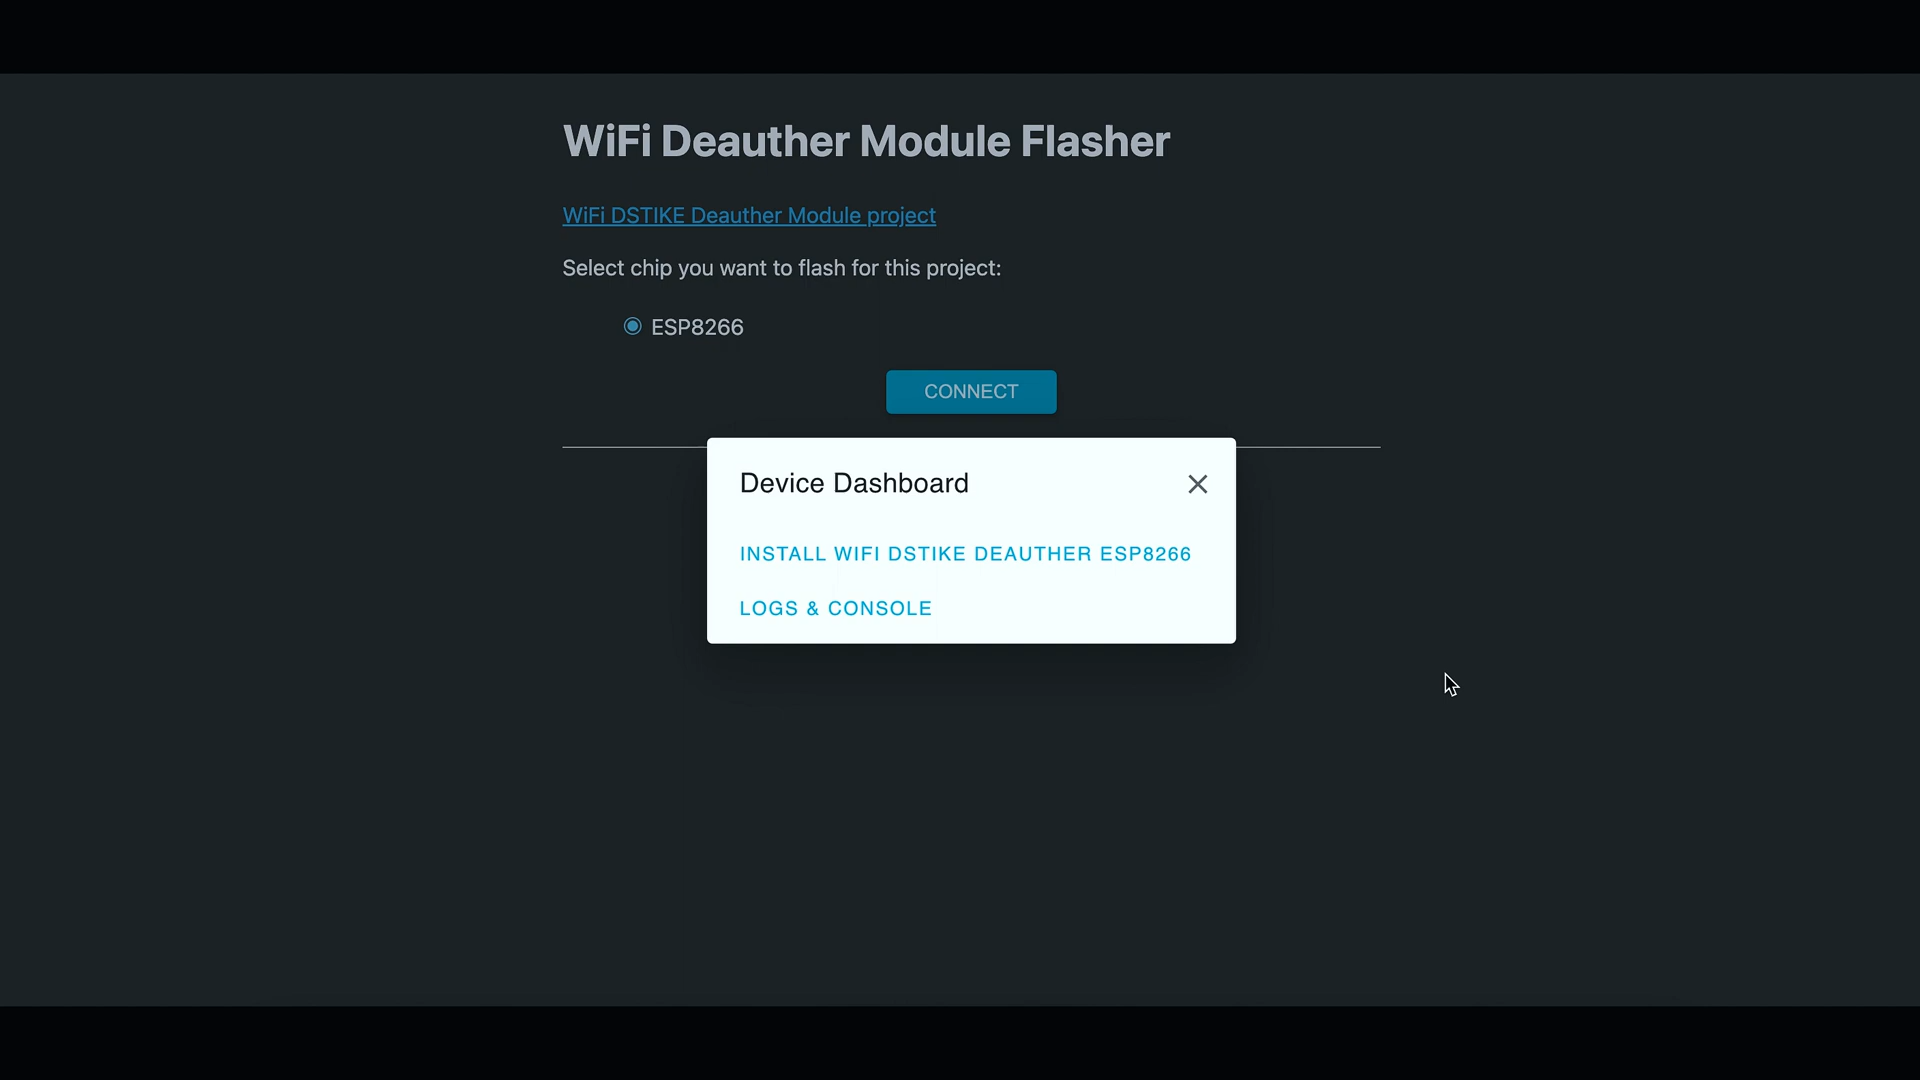 WiFi Deauther Module Flasher
WiFi DSTIKE Deauther Module project
Select chip you want to flash for this project:
ESP8266
CONNECT
Device Dashboard
INSTALL WIFI DSTIKE DEAUTHER ESP8266
LOGS & CONSOLE